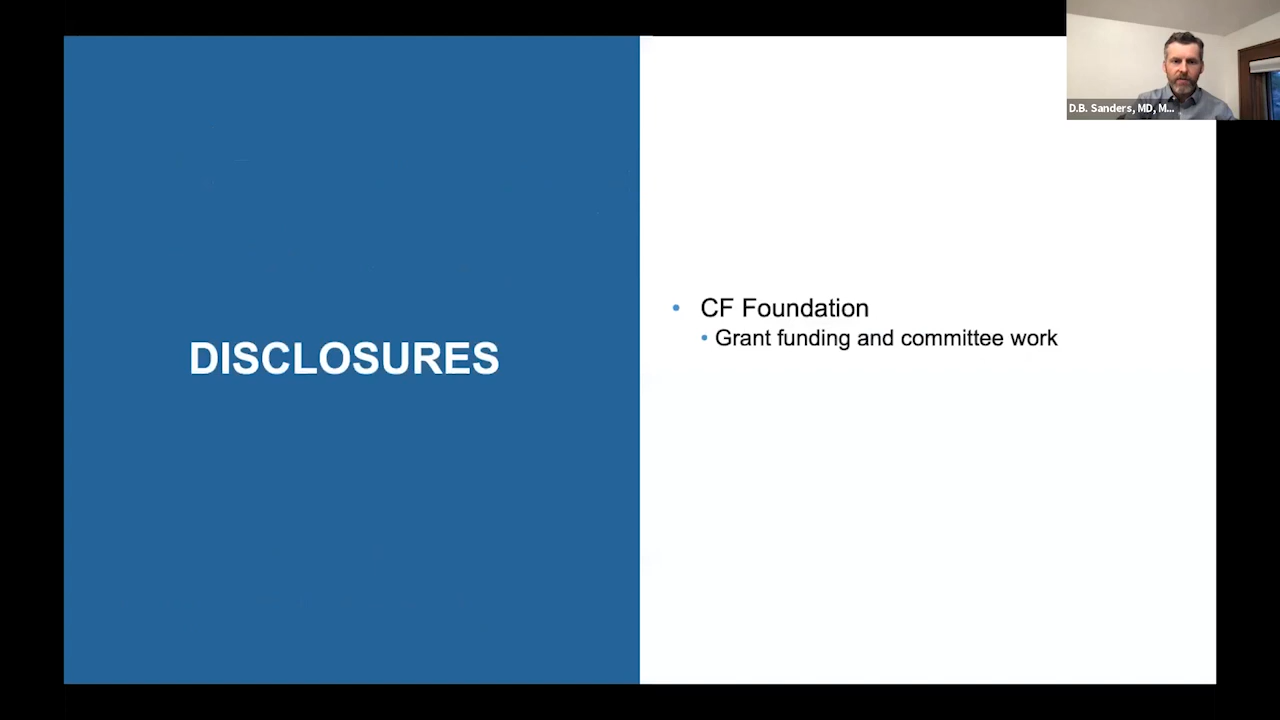 D.B. Sanders, MD, M...
DISCLOSURES
• CF Foundation
• Grant funding and committee work